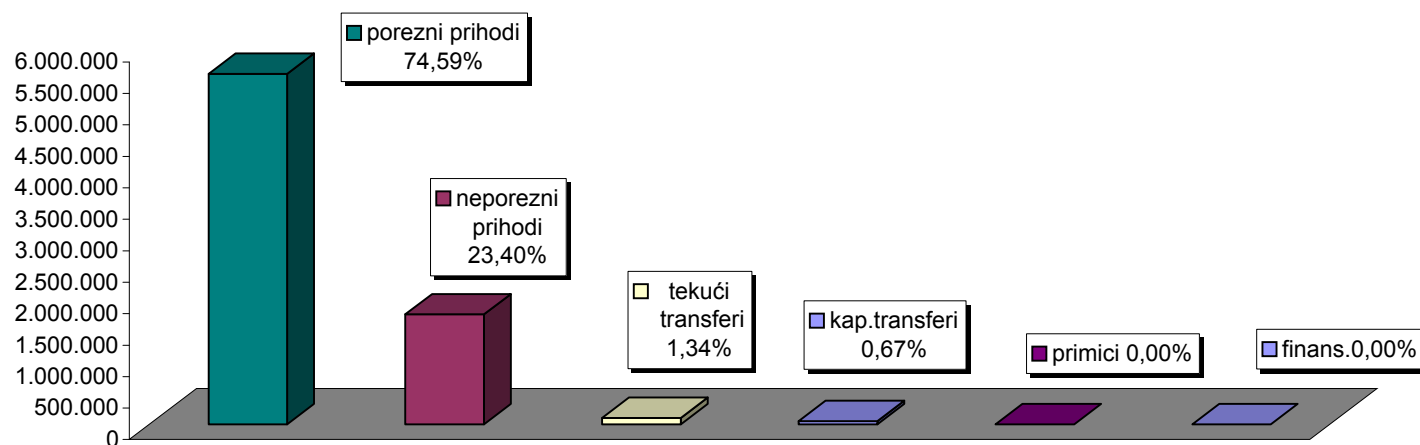 porezni prihodi
74,59%
6.000.000
5.500.000
5.000.000
4.500.000
4.000.000
3.500.000
3.000.000
2.500.000
2.000.000
1.500.000
1.000.000
500.000
0
neporezni
prihodi
23,40%
tekući
transferi
1,34%
kap.transferi
0,67%
primici 0,00%
finans.0,00%